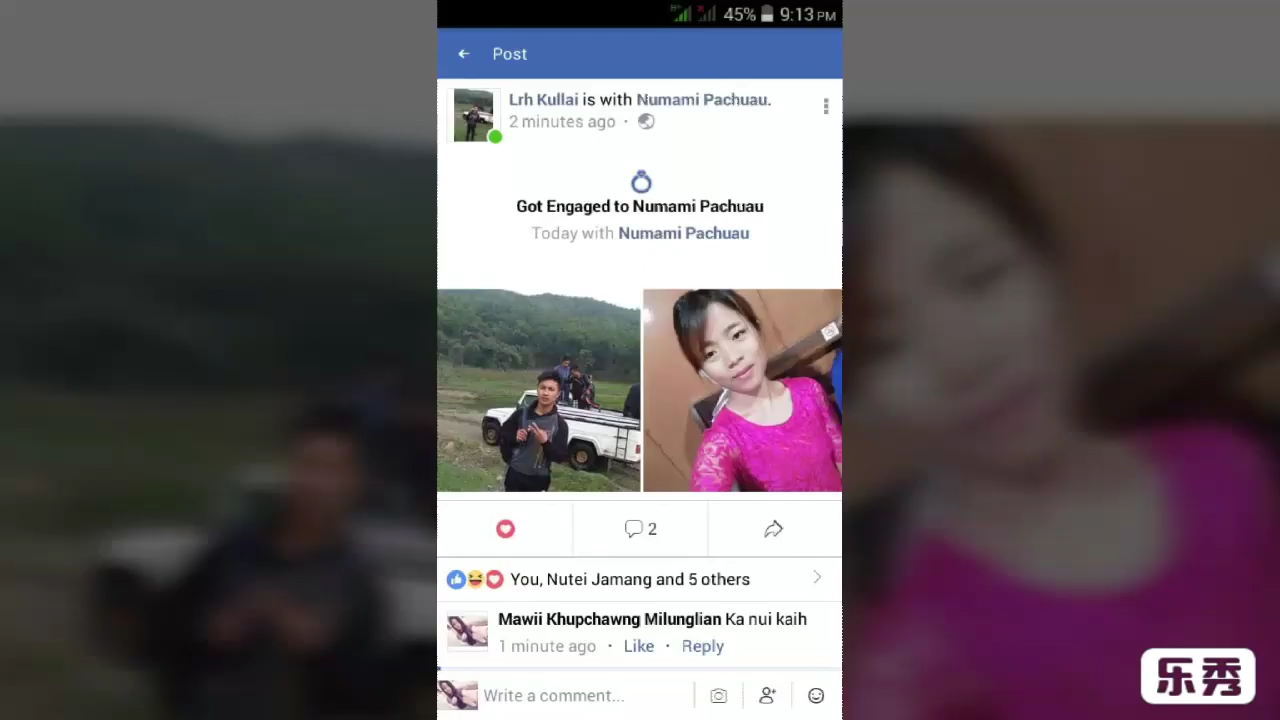 45% 9:13 PM
Post
Lrh Kullai is with Numami Pachuau.
2 minutes ago ·
Got Engaged to Numami Pachuau
Today with Numami Pachuau
2
You, Nutei Jamang and 5 others
Mawii Khupchawng Milunglian Ka nui kaih
1 minute ago · Like · Reply
Write a comment...
乐秀